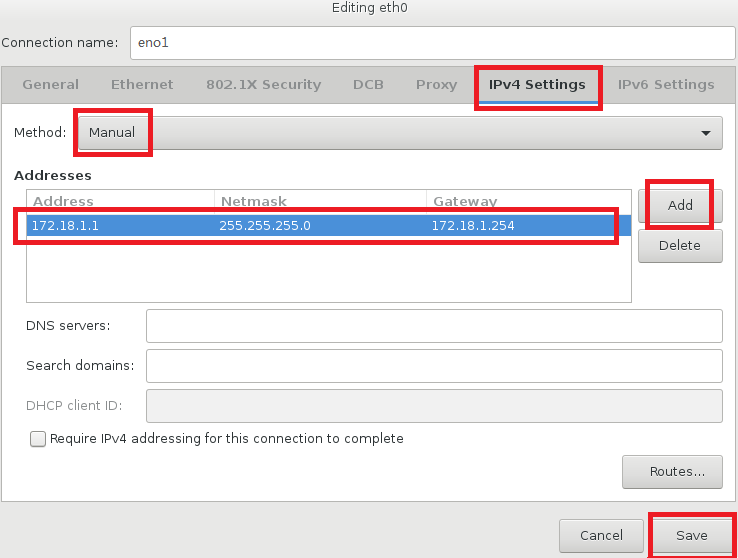 Editing eth0
Connection name: eno1
General Ethernet 802.1X Security DCB Proxy IPv4 Settings IPv6 Settings
Method: Manual
Addresses
Address Netmask Gateway
Add
172.18.1.1 255.255.255.0 172.18.1.254
Delete
DNS servers:
Search domains:
DHCP client ID:
Require IPv4 addressing for this connection to complete
Routes...
Cancel Save